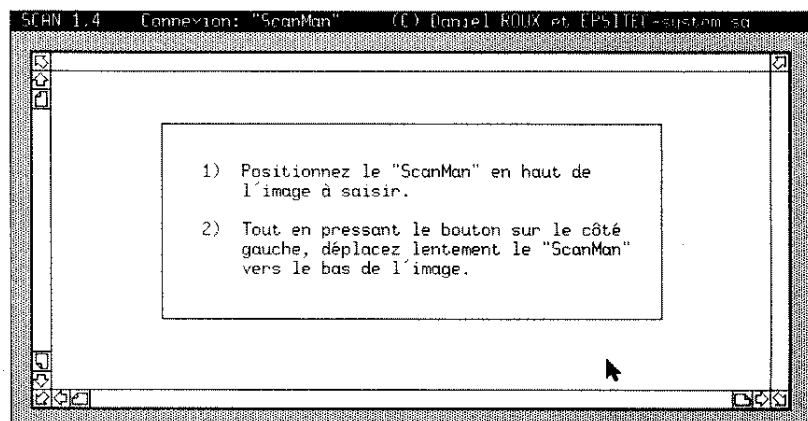 SCAN 1.4 Connexion: "ScanMan" (C) Daniel ROUX et EPSITEC-system sa
1) Positionnez le "ScanMan" en haut de
l´image à saisir.
2) Tout en pressant le bouton sur le côté
gauche, déplacez lentement le "ScanMan"
vers le bas de l´image.